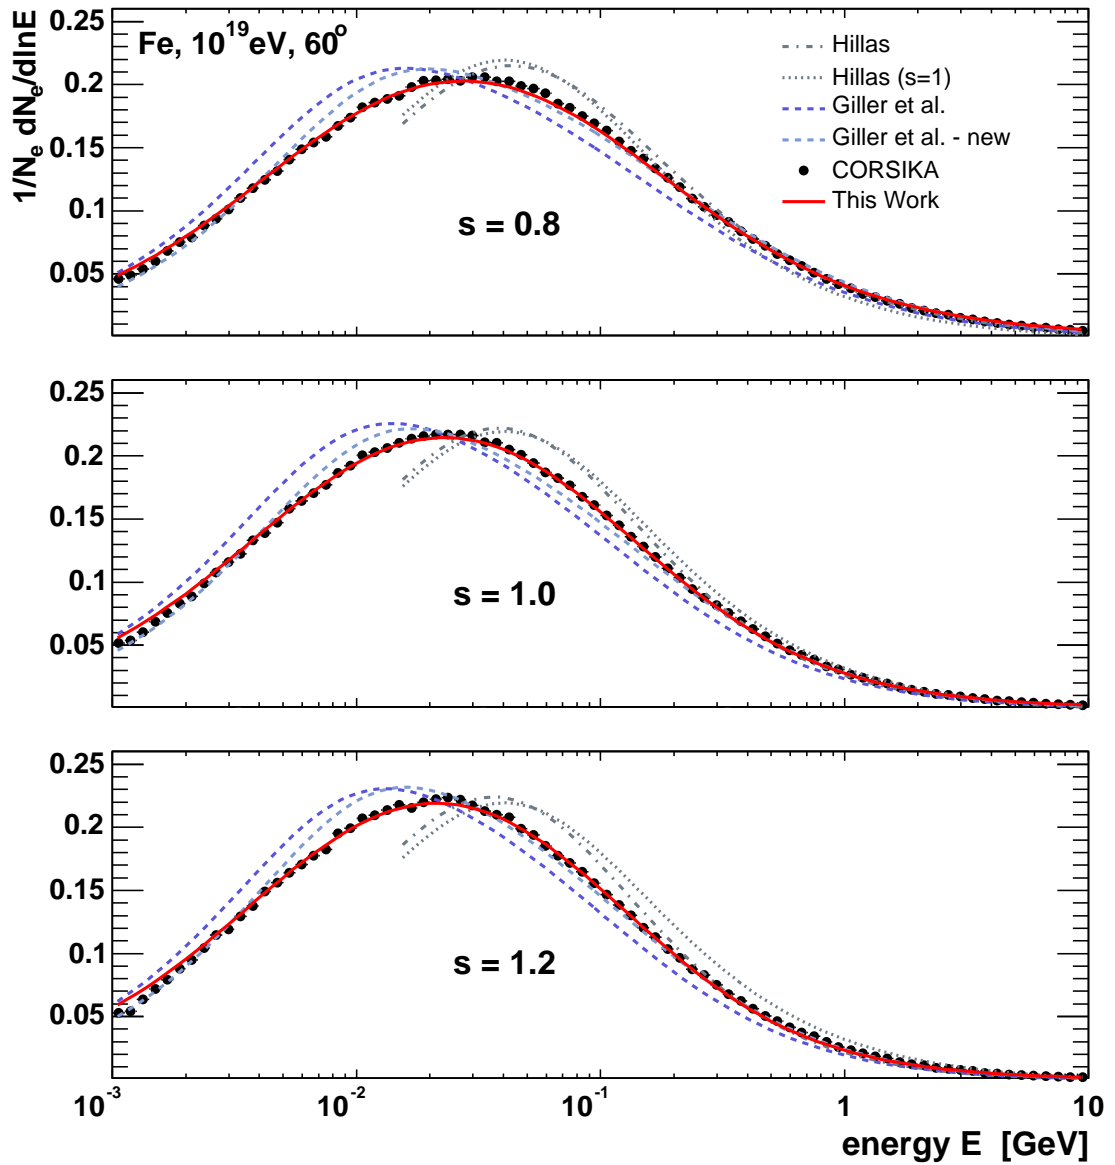 1/Nₑ dNₑ/dlnE
0.25
0.2
0.15
0.1
0.05
Fe, 10¹⁹eV, 60°
Hillas
Hillas (s=1)
Giller et al.
Giller et al. - new
CORSIKA
This Work
s = 0.8
0.25
0.2
0.15
0.1
0.05
s = 1.0
0.25
0.2
0.15
0.1
0.05
s = 1.2
10⁻³ 10⁻² 10⁻¹ 1 10
energy E [GeV]